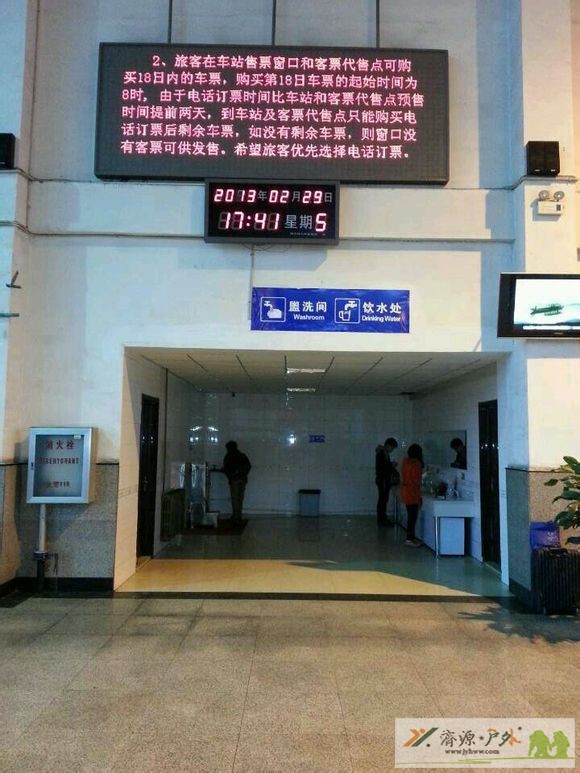 2、旅客在车站售票窗口和客票代售点可购
买18日内的车票，购买第18日车票的起始时间为
8时，由于电话订票时间比车站和客票代售点预售
时间提前两天，到车站及客票代售点只能购买电
话订票后剩余车票，如没有剩余车票，则窗口没
有客票可供发售。希望旅客优先选择电话订票。
2013年02月29日
17:41 星期5
盥洗间 饮水处
Washroom Drinking Water
消火栓
济源·户外
www.jyhww.com